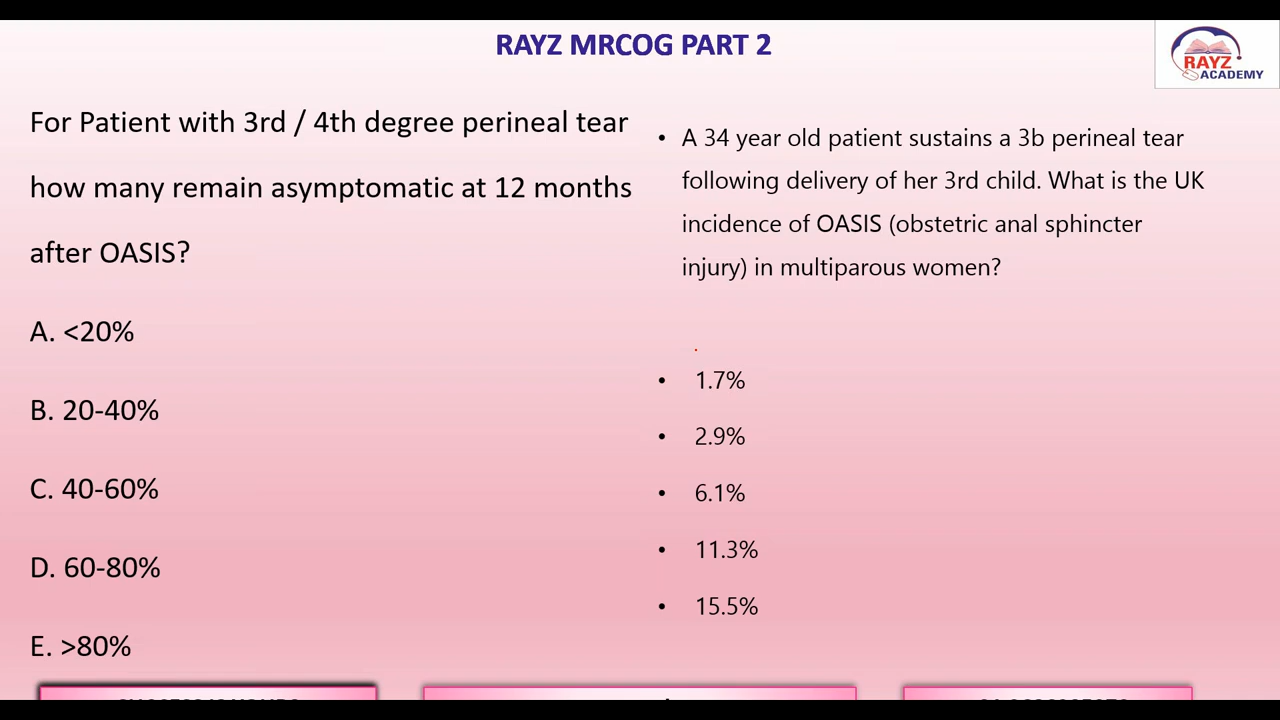 RAYZ MRCOG PART 2
RAYZ
ACADEMY
For Patient with 3rd / 4th degree perineal tear
how many remain asymptomatic at 12 months
after OASIS?
A. <20%
B. 20-40%
C. 40-60%
D. 60-80%
E. >80%
• A 34 year old patient sustains a 3b perineal tear
following delivery of her 3rd child. What is the UK
incidence of OASIS (obstetric anal sphincter
injury) in multiparous women?
• 1.7%
• 2.9%
• 6.1%
• 11.3%
• 15.5%